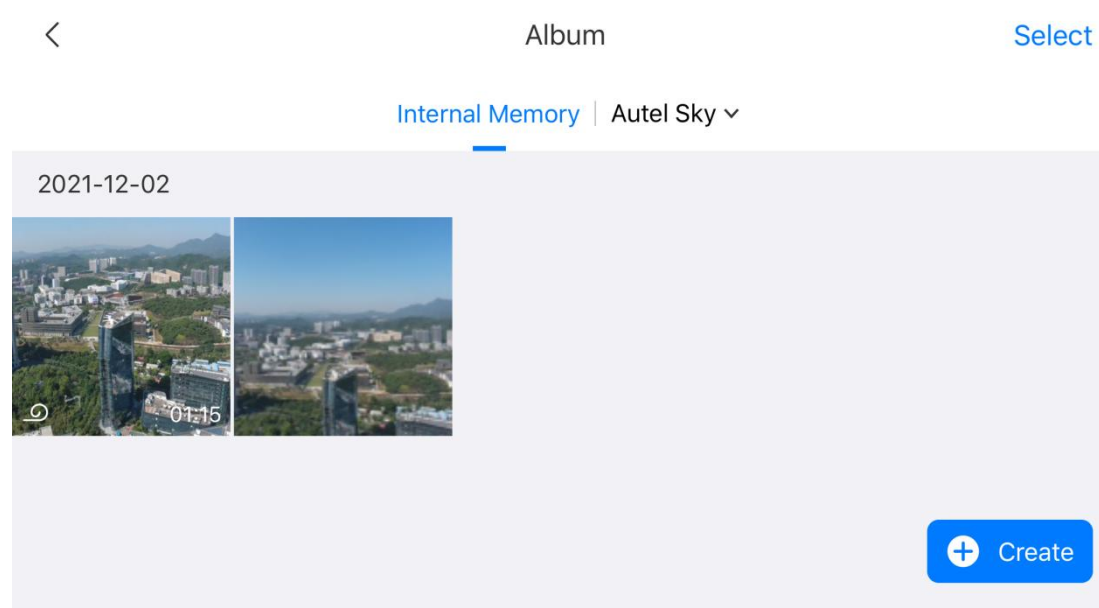 Album
Select
Internal Memory | Autel Sky
2021-12-02
01:15
Create